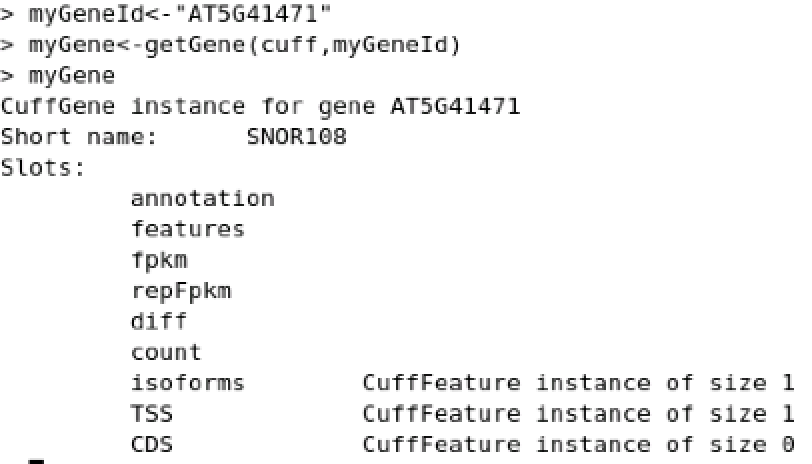 > myGeneId<-"AT5G41471"
> myGene<-getGene(cuff,myGeneId)
> myGene
CuffGene instance for gene AT5G41471
Short name:      SNOR108
Slots:
         annotation
         features
         fpkm
         repFpkm
         diff
         count
         isoforms        CuffFeature instance of size 1
         TSS             CuffFeature instance of size 1
         CDS             CuffFeature instance of size 0